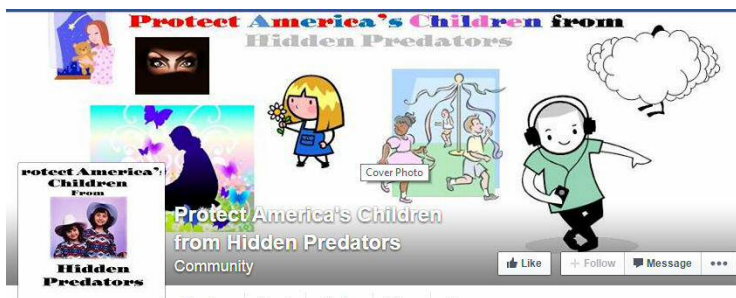 Protect America's Children from
Hidden Predators
Cover Photo
rotect America's
Children
From
Hidden
Predators
Protect America's Children
from Hidden Predators
Community
Like
Follow
Message